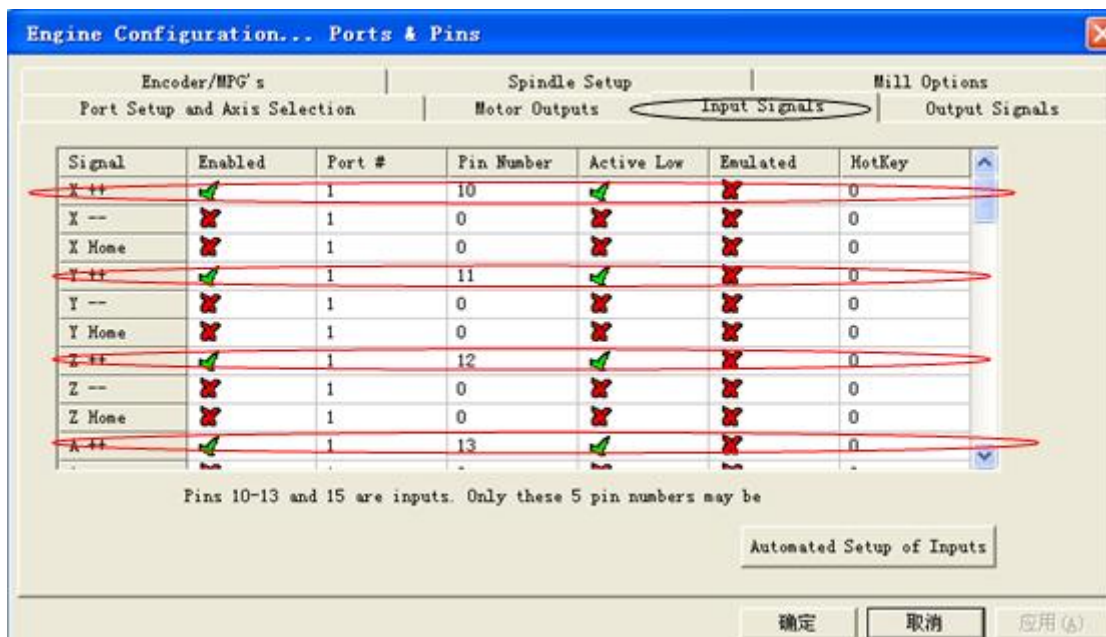 Engine Configuration... Ports & Pins
Encoder/MPG's Spindle Setup Mill Options
Port Setup and Axis Selection Motor Outputs Input Signals Output Signals
Signal Enabled Port # Pin Number Active Low Emulated HotKey
X ++ 1 10 0
X -- 1 0 0
X Home 1 0 0
Y ++ 1 11 0
Y -- 1 0 0
Y Home 1 0 0
Z ++ 1 12 0
Z -- 1 0 0
Z Home 1 0 0
A ++ 1 13 0
Pins 10-13 and 15 are inputs. Only these 5 pin numbers may be
Automated Setup of Inputs
确定 取消 应用(A)